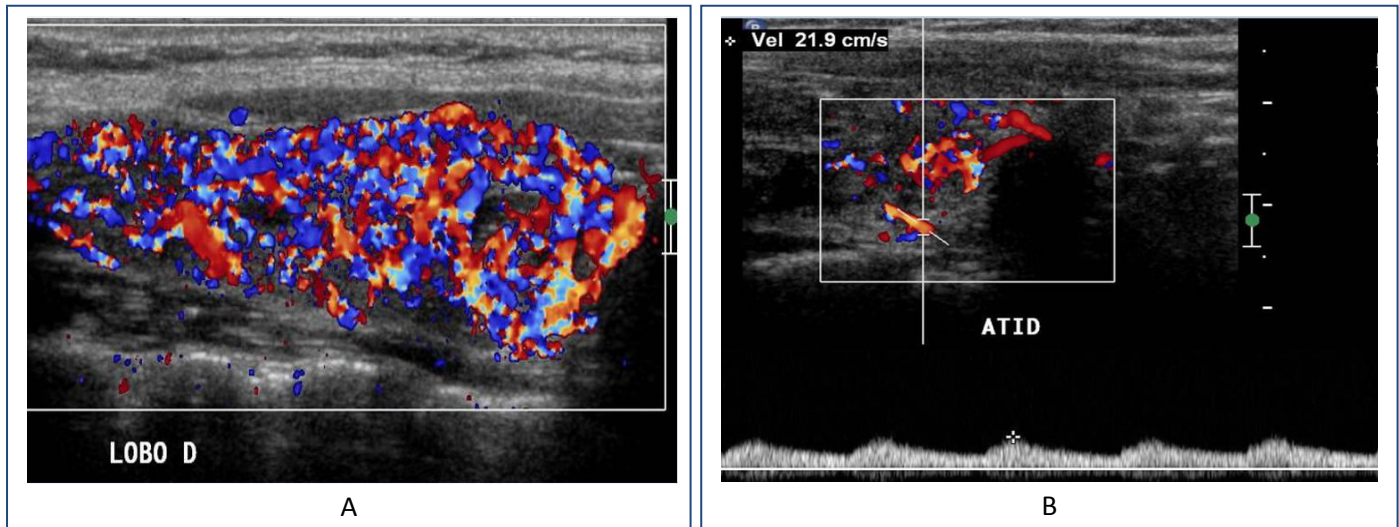 LOBO D
A
Vel 21.9 cm/s
ATID
B